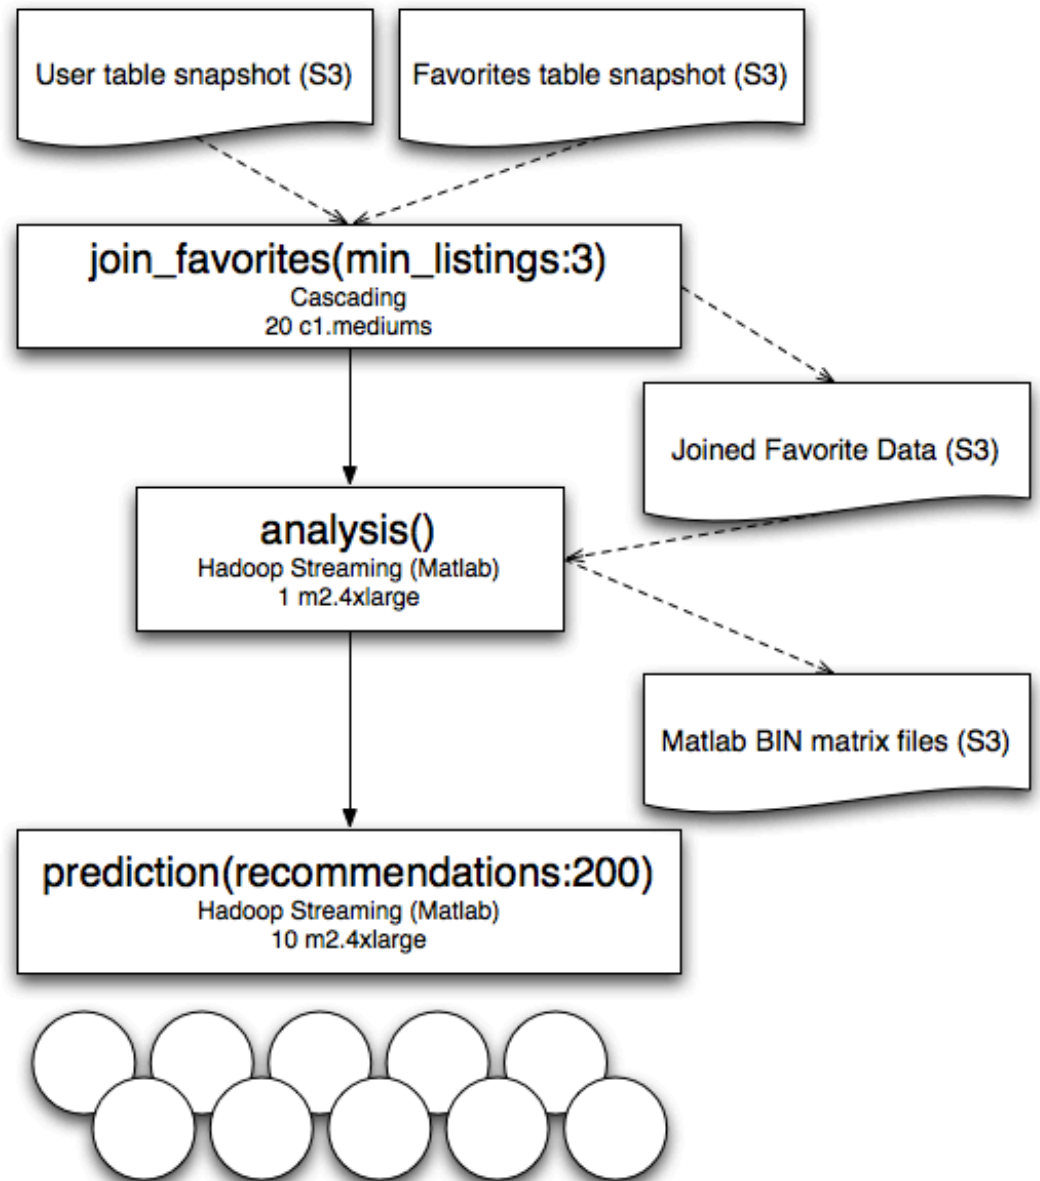 User table snapshot (S3)
Favorites table snapshot (S3)
join_favorites(min_listings:3)
Cascading
20 c1.mediums
Joined Favorite Data (S3)
analysis()
Hadoop Streaming (Matlab)
1 m2.4xlarge
Matlab BIN matrix files (S3)
prediction(recommendations:200)
Hadoop Streaming (Matlab)
10 m2.4xlarge